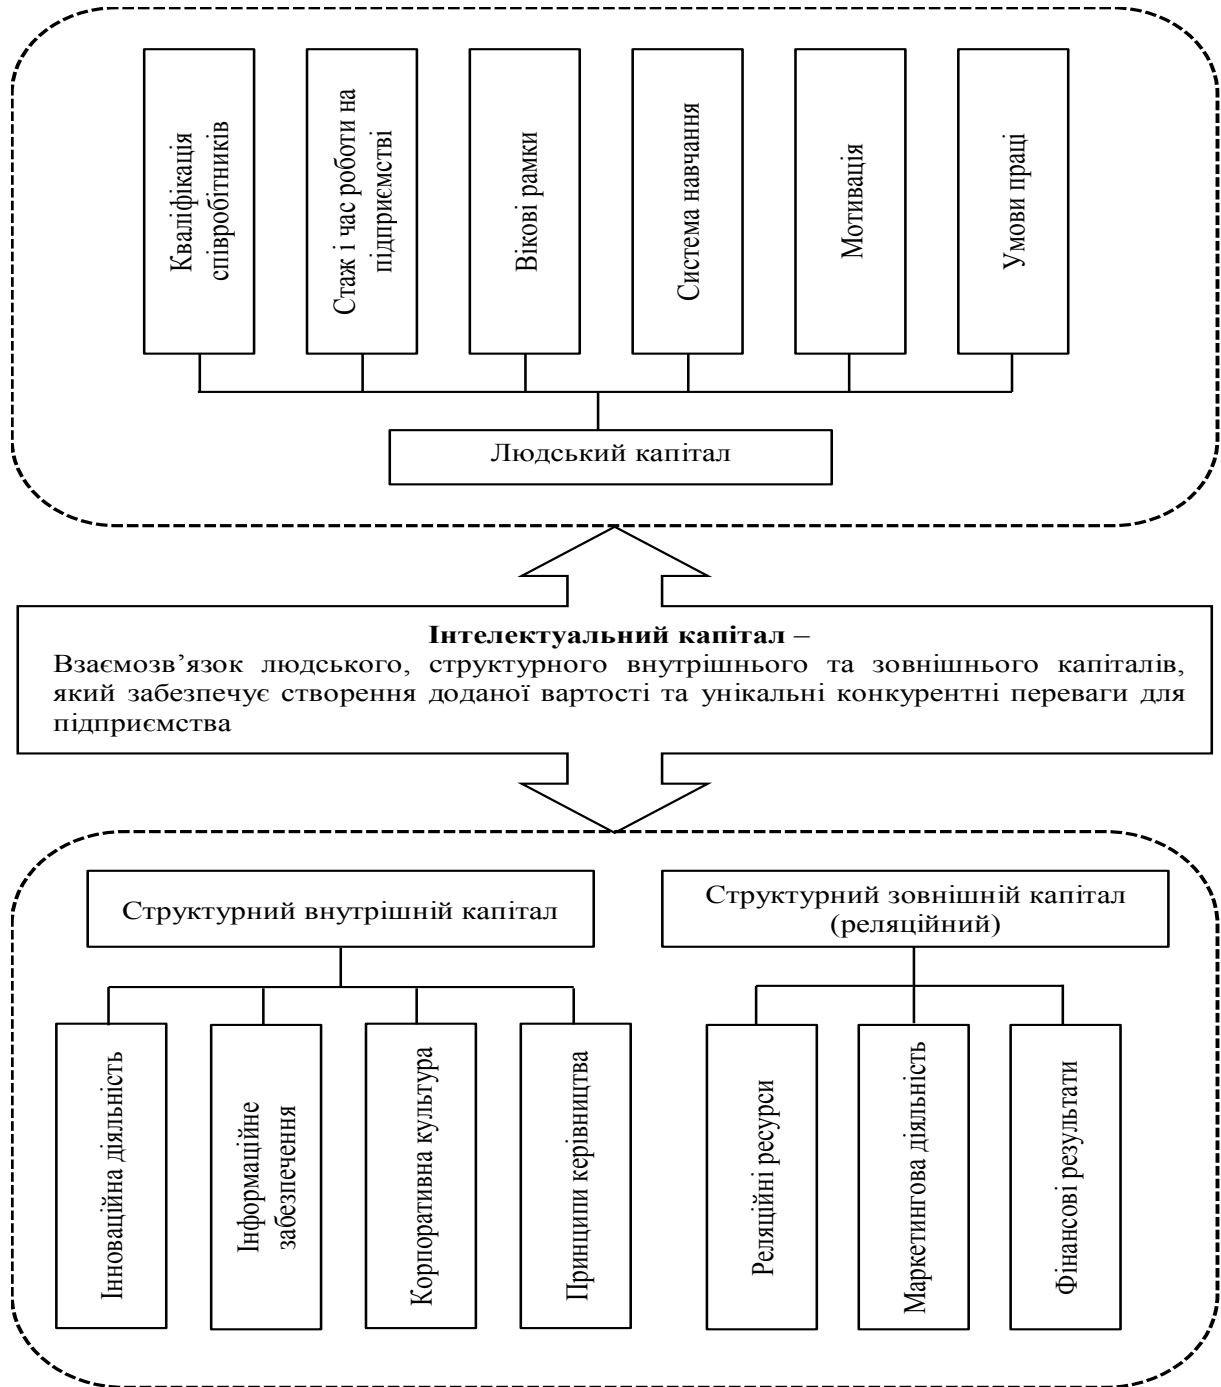 Кваліфікація
співробітників
Стаж і час роботи на
підприємстві
Вікові рамки
Система навчання
Мотивація
Умови праці
Людський капітал
Інтелектуальний капітал –
Взаємозв’язок людського, структурного внутрішнього та зовнішнього капіталів,
який забезпечує створення доданої вартості та унікальні конкурентні переваги для
підприємства
Структурний внутрішній капітал
Структурний зовнішній капітал
(реляційний)
Інноваційна діяльність
Інформаційне
забезпечення
Корпоративна культура
Принципи керівництва
Реляційні ресурси
Маркетингова діяльність
Фінансові результати